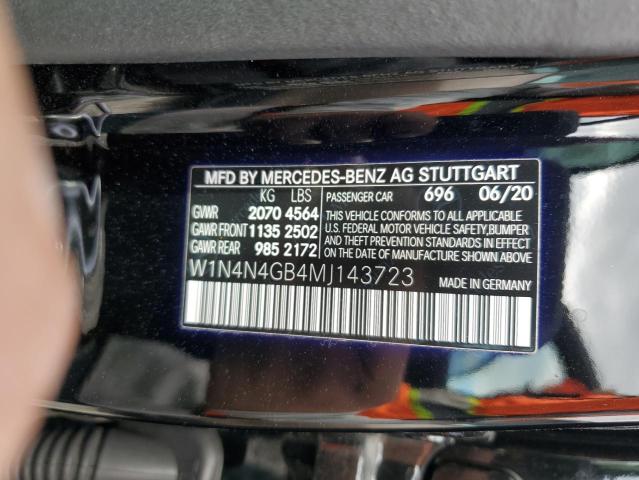 MFD BY MERCEDES-BENZ AG STUTTGART
KG LBS PASSENGER CAR 696 06/20
GVWR 2070 4564 THIS VEHICLE CONFORMS TO ALL APPLICABLE
GAWR FRONT 1135 2502 U.S. FEDERAL MOTOR VEHICLE SAFETY,BUMPER,
GAWR REAR 985 2172 AND THEFT PREVENTION STANDARDS IN EFFECT
ON THE DATE OF MANUFACTURE SHOWN ABOVE.
W1N4N4GB4MJ143723 MADE IN GERMANY